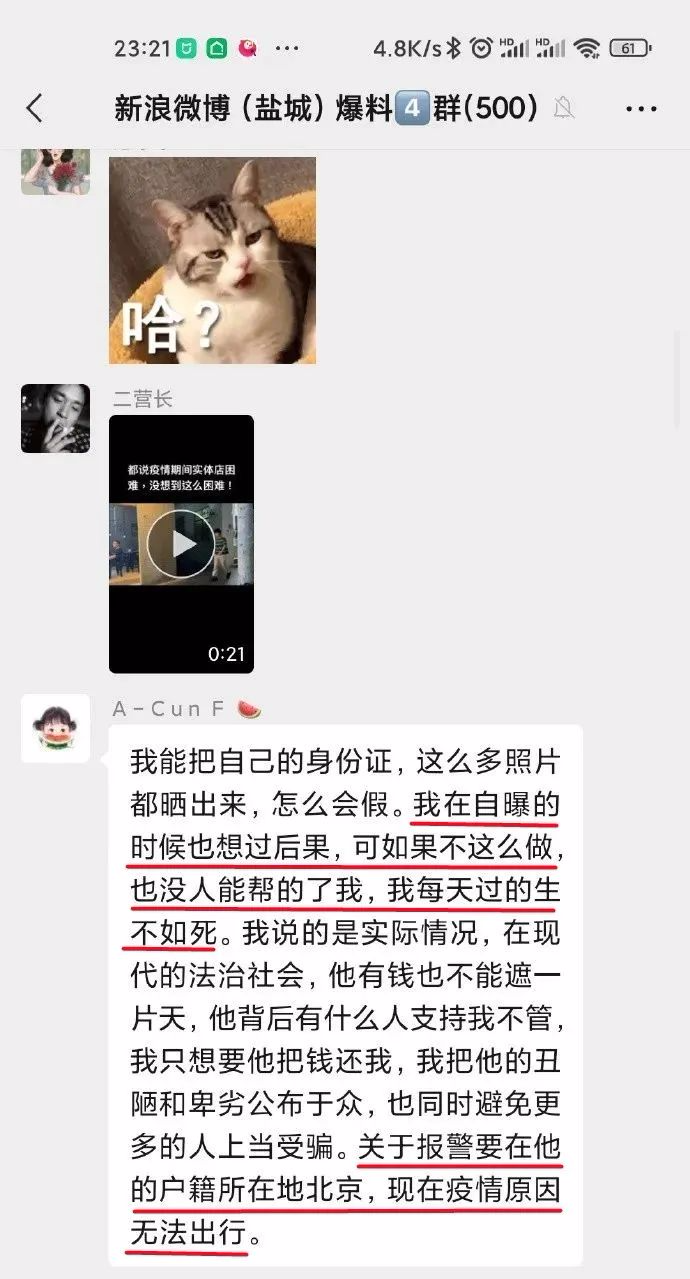 23:21 ... 4.8K/s HD HD 61
新浪微博（盐城）爆料4群(500)
哈？
二营长
都说疫情期间实体店困
难，没想到这么困难！
0:21
A-Cun F 🍉
我能把自己的身份证，这么多照片
都晒出来，怎么会假。我在自曝的
时候也想过后果，可如果不这么做，
也没人能帮的了我，我每天过的生
不如死。我说的是实际情况，在现
代的法治社会，他有钱也不能遮一
片天，他背后有什么人支持我不管，
我只想要他把钱还我，我把他的丑
陋和卑劣公布于众，也同时避免更
多的人上当受骗。关于报警要在他
的户籍所在地北京，现在疫情原因
无法出行。